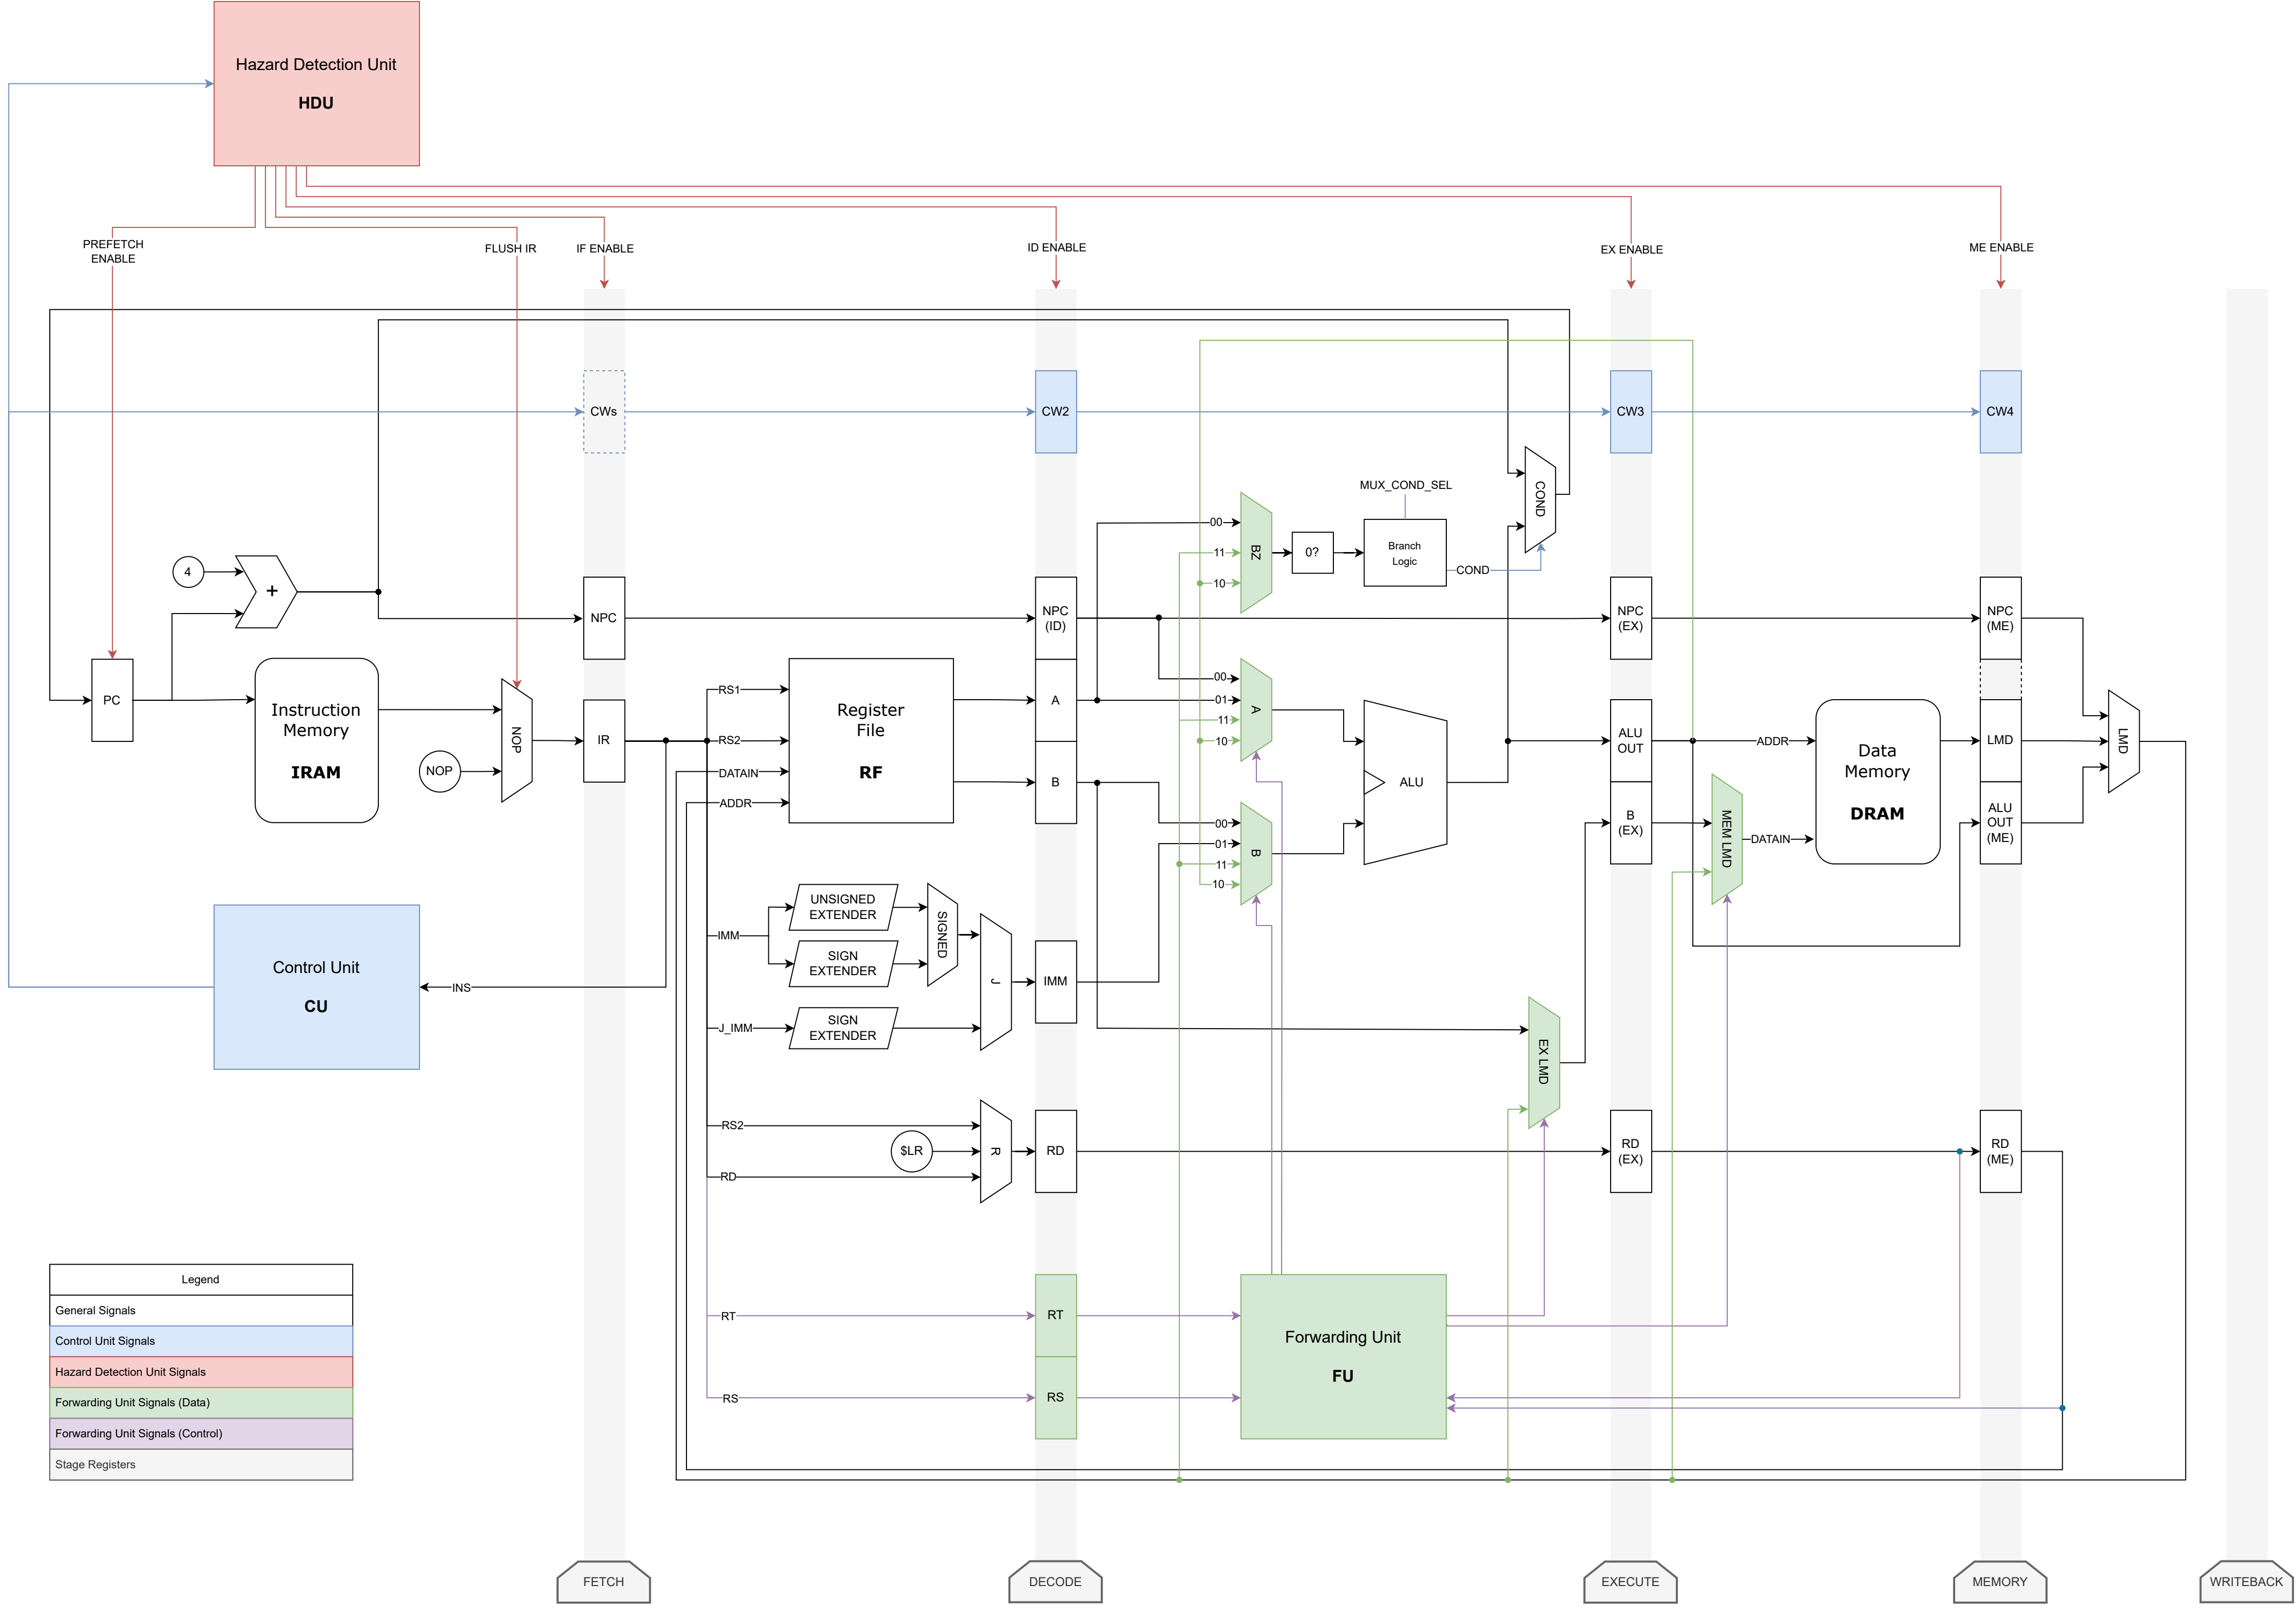 Hazard Detection Unit
HDU
PREFETCH
ENABLE
FLUSH IR
IF ENABLE
ID ENABLE
EX ENABLE
ME ENABLE
CWs
CW2
CW3
CW4
MUX_COND_SEL
COND
00
11
10
BZ
0?
Branch
Logic
COND
4
+
NPC
NPC
(ID)
NPC
(EX)
NPC
(ME)
PC
Instruction
Memory
IRAM
NOP
NOP
IR
RS1
RS2
DATAIN
ADDR
Register
File
RF
A
B
00
01
11
10
A
00
01
11
10
B
ALU
ALU
OUT
B
(EX)
ADDR
MEM LMD
DATAIN
Data
Memory
DRAM
LMD
ALU
OUT
(ME)
LMD
Control Unit
CU
INS
IMM
UNSIGNED
EXTENDER
SIGN
EXTENDER
SIGNED
J_IMM
SIGN
EXTENDER
J
IMM
EX LMD
RS2
$LR
RD
R
RD
RD
(EX)
RD
(ME)
RT
RT
RS
RS
Forwarding Unit
FU
Legend
General Signals
Control Unit Signals
Hazard Detection Unit Signals
Forwarding Unit Signals (Data)
Forwarding Unit Signals (Control)
Stage Registers
FETCH
DECODE
EXECUTE
MEMORY
WRITEBACK